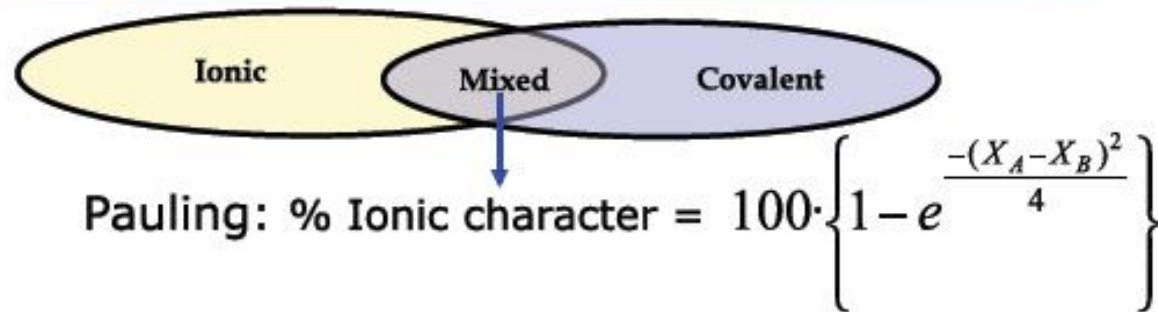 Ionic Mixed Covalent
Pauling: % Ionic character = 100·{1 − e^{−(X_A − X_B)^2 / 4}}